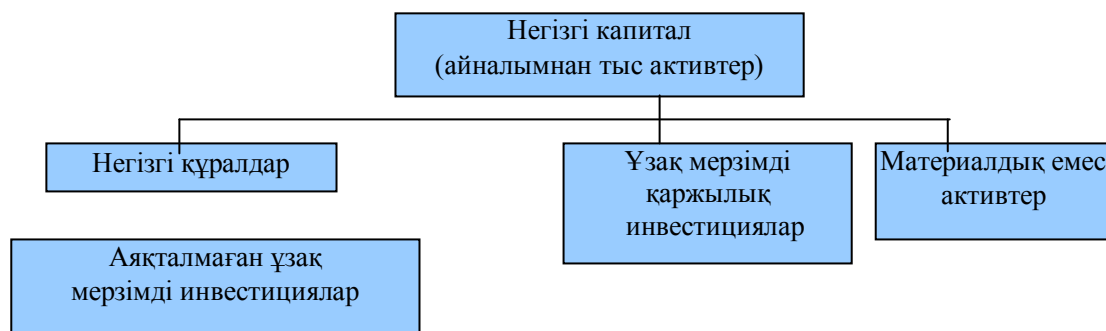 Негізгі капитал
(айналымнан тыс активтер)
Негізгі құралдар
Ұзақ мерзімді
қаржылық
инвестициялар
Материалдық емес
активтер
Аяқталмаған ұзақ
мерзімді инвестициялар